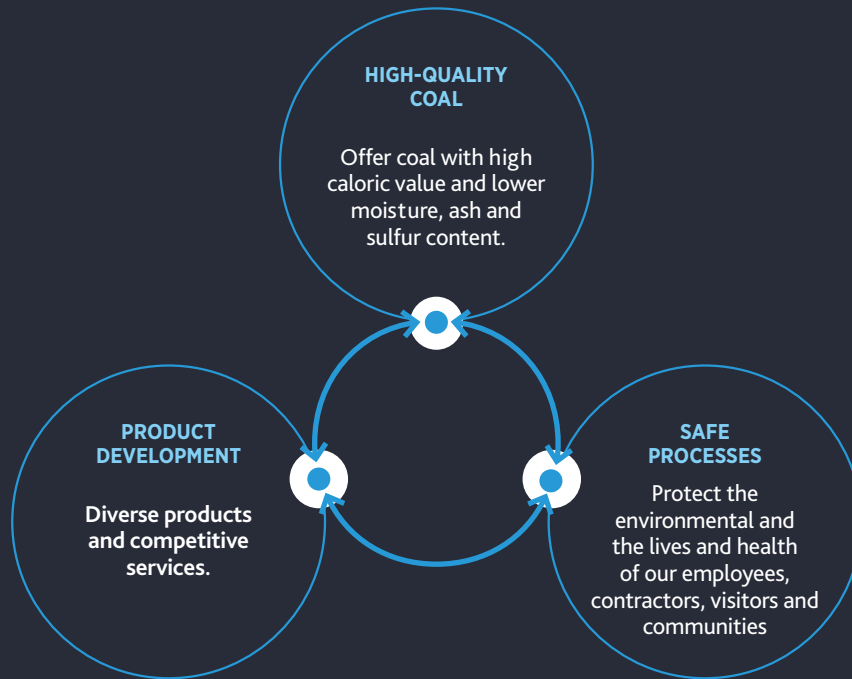 HIGH-QUALITY
COAL
Offer coal with high
caloric value and lower
moisture, ash and
sulfur content.
PRODUCT
DEVELOPMENT
Diverse products
and competitive
services.
SAFE
PROCESSES
Protect the
environmental and
the lives and health
of our employees,
contractors, visitors and
communities